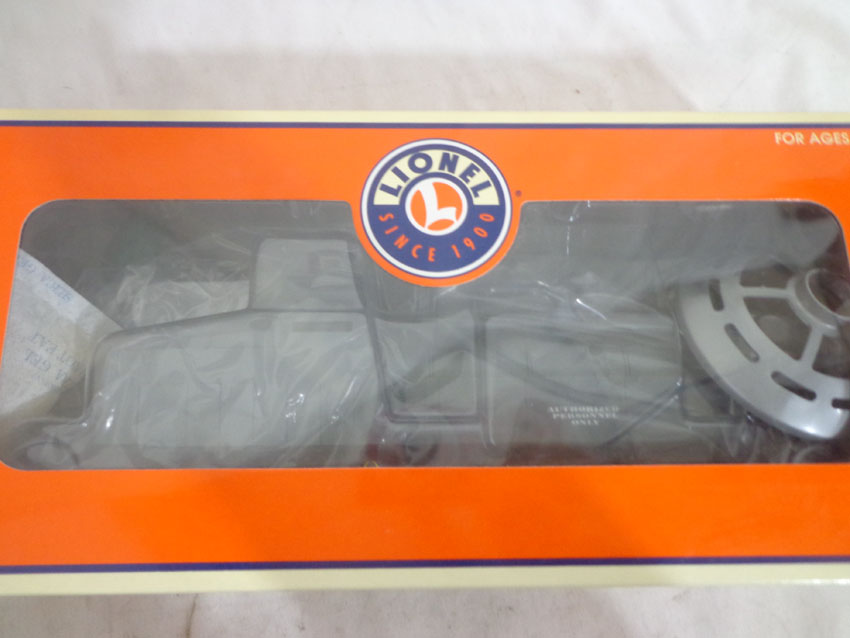 FOR AGES
LIONEL
L
SINCE 1900
®
AUTHORIZED
PERSONNEL
ONLY